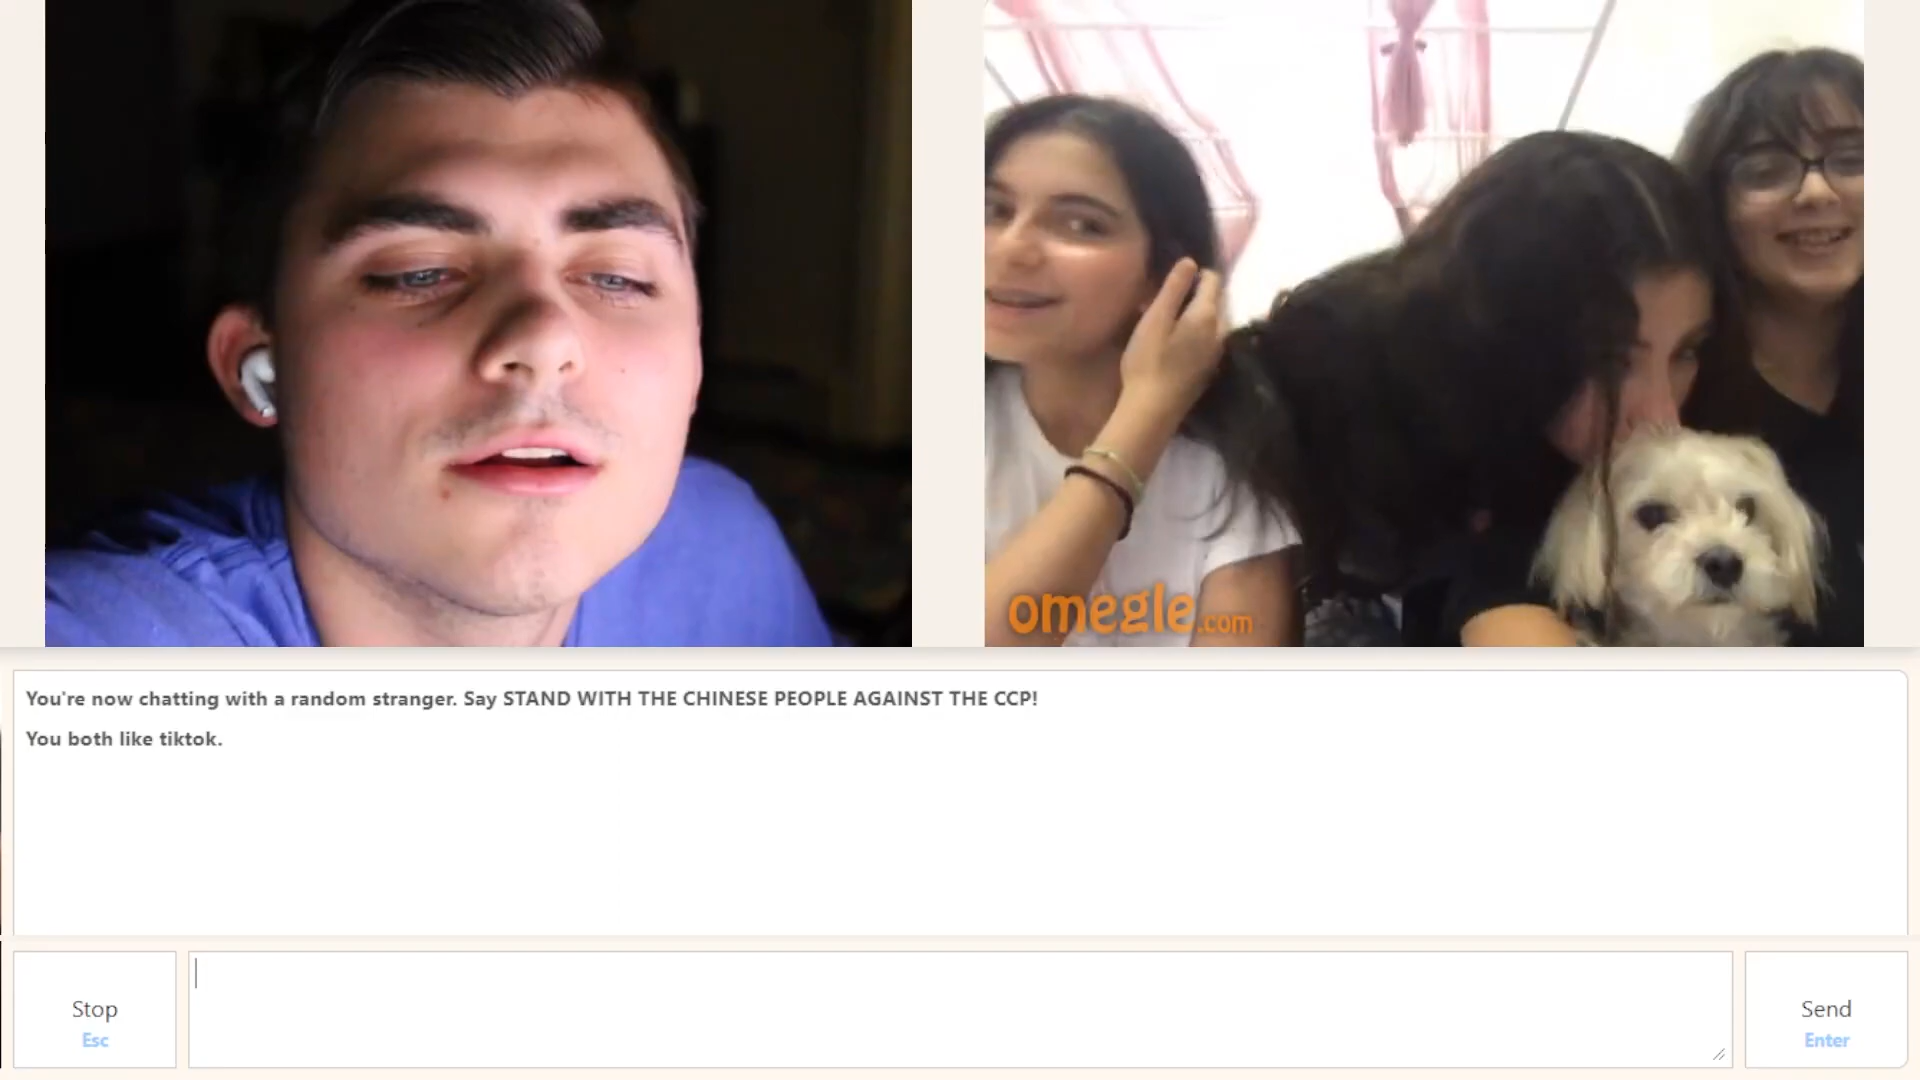 omegle.com
You're now chatting with a random stranger. Say STAND WITH THE CHINESE PEOPLE AGAINST THE CCP!
You both like tiktok.
Stop
Esc
Send
Enter